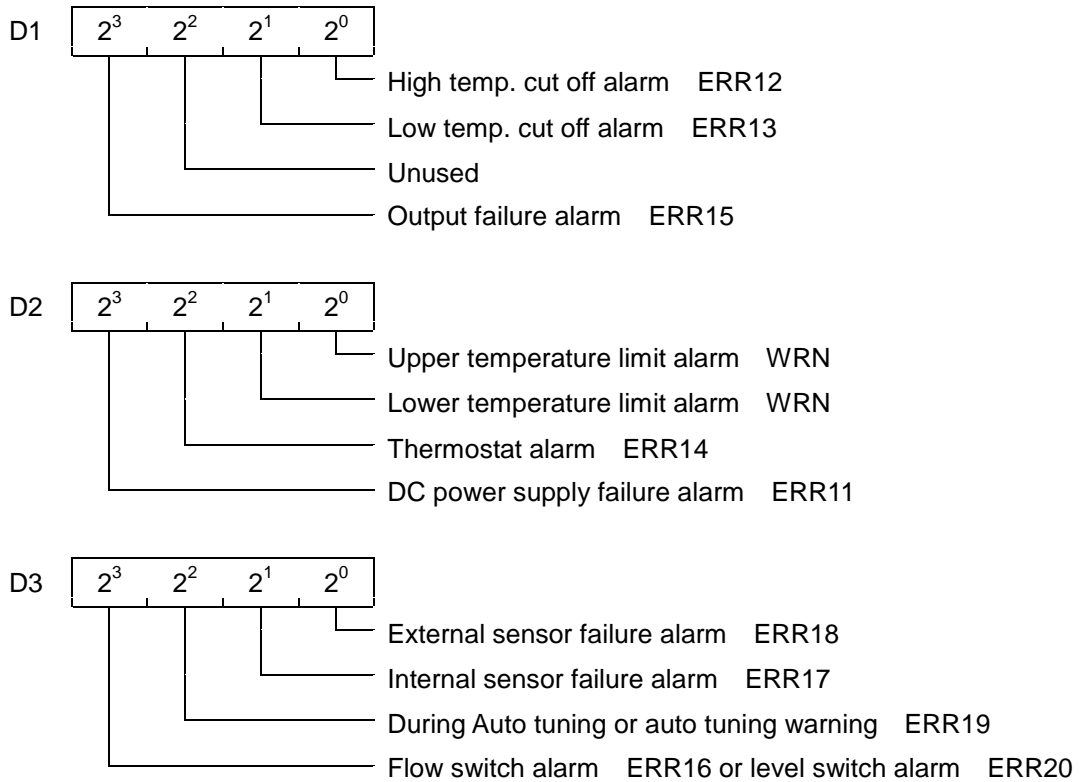 D1 2³ 2² 2¹ 2⁰
High temp. cut off alarm ERR12
Low temp. cut off alarm ERR13
Unused
Output failure alarm ERR15
D2 2³ 2² 2¹ 2⁰
Upper temperature limit alarm WRN
Lower temperature limit alarm WRN
Thermostat alarm ERR14
DC power supply failure alarm ERR11
D3 2³ 2² 2¹ 2⁰
External sensor failure alarm ERR18
Internal sensor failure alarm ERR17
During Auto tuning or auto tuning warning ERR19
Flow switch alarm ERR16 or level switch alarm ERR20